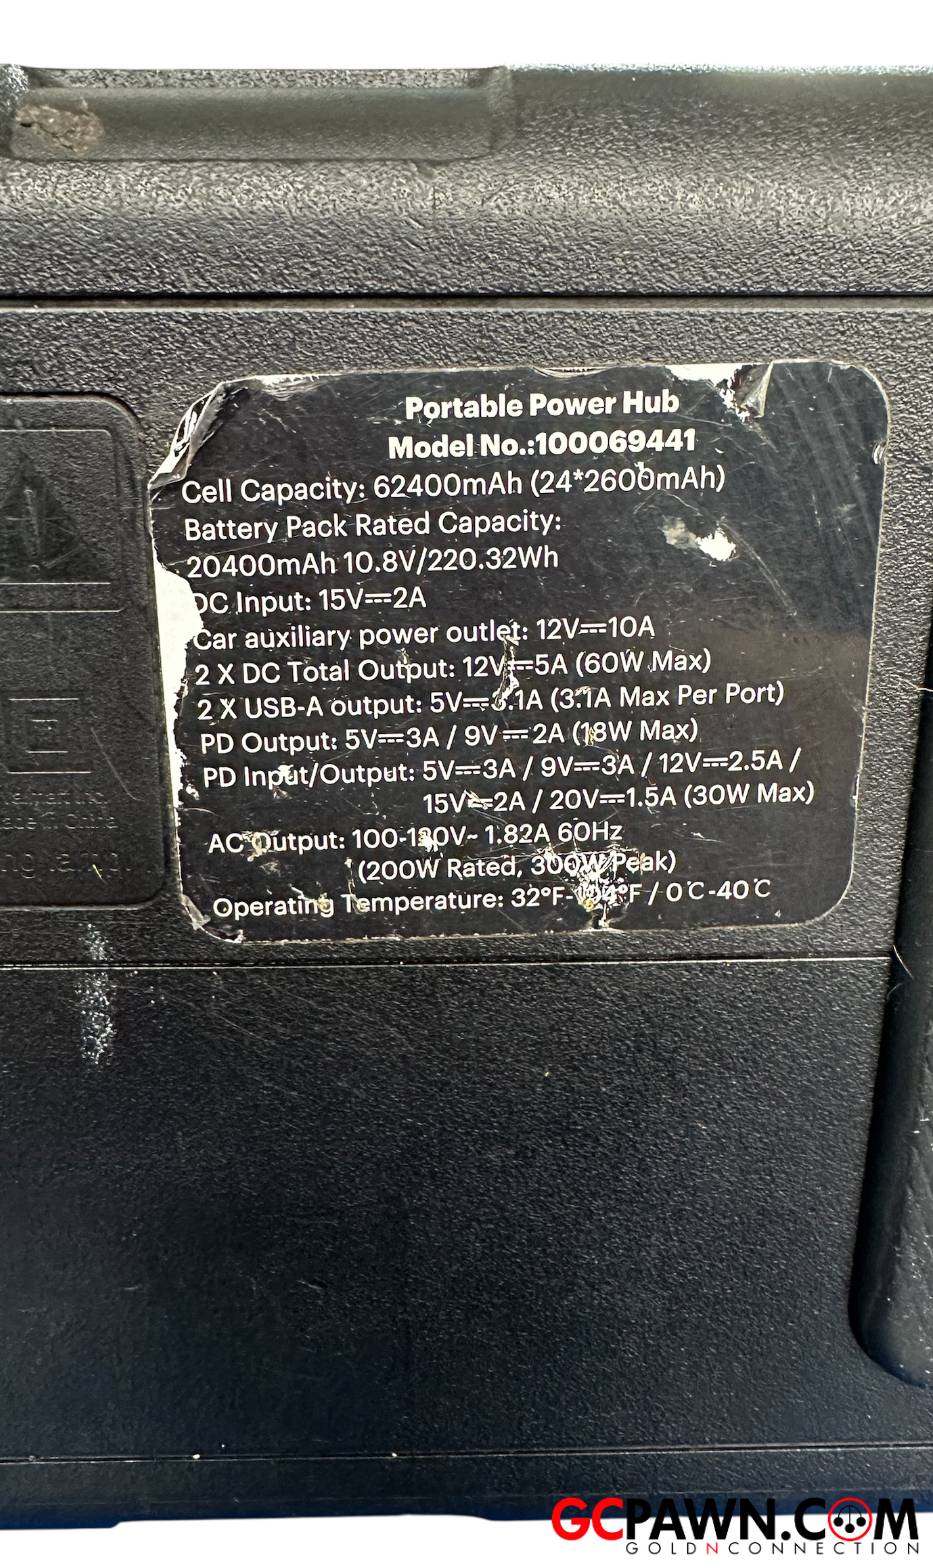 Portable Power Hub
Model No.:100069441
Cell Capacity: 62400mAh (24*2600mAh)
Battery Pack Rated Capacity:
20400mAh 10.8V/220.32Wh
DC Input: 15V⎓2A
Car auxiliary power outlet: 12V⎓10A
2 X DC Total Output: 12V⎓5A (60W Max)
2 X USB-A output: 5V⎓3.1A (3.1A Max Per Port)
PD Output: 5V⎓3A / 9V⎓2A (18W Max)
PD Input/Output: 5V⎓3A / 9V⎓3A / 12V⎓2.5A /
15V⎓2A / 20V⎓1.5A (30W Max)
AC Output: 100-120V~ 1.82A 60Hz
(200W Rated, 300W Peak)
Operating Temperature: 32°F-104°F / 0℃-40℃
GCPAWN.COM
GOLDNCONNECTION